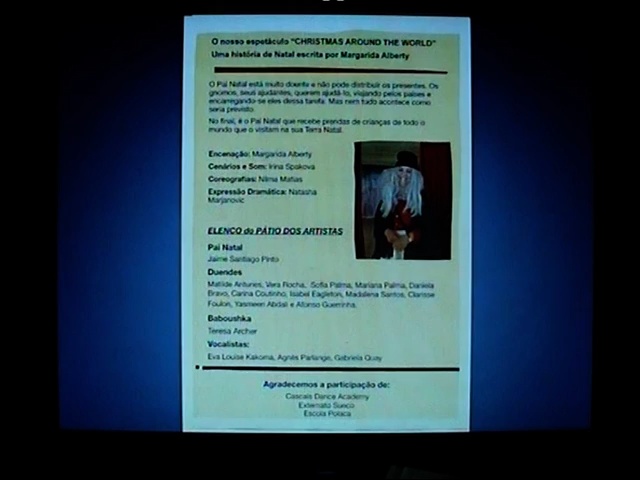 O nosso espetáculo "CHRISTMAS AROUND THE WORLD"
Uma história de Natal escrita por Margarida Alberty
O Pai Natal está muito doente e não pode distribuir os presentes. Os
gnomos, seus ajudantes, querem ajudá-lo, viajando pelos países e
encarregando-se eles dessa tarefa. Mas nem tudo acontece como
seria previsto.
No final, é o Pai Natal que recebe prendas de crianças de todo o
mundo que o visitam na sua Terra Natal.
Encenação: Margarida Alberty
Cenários e Som: Irina Spakova
Coreografias: Nilma Matias
Expressão Dramática: Natasha
Marjanovic
ELENCO do PÁTIO DOS ARTISTAS
Pai Natal
Jaime Santiago Pinto
Duendes
Matilde Antunes, Vera Rocha, Sofia Palma, Mariana Palma, Daniela
Bravo, Carina Coutinho, Isabel Eagleton, Madalena Santos, Clarisse
Foulon, Yasmeen Abdali e Afonso Guerrinha.
Baboushka
Teresa Archer
Vocalistas:
Eva Louise Kakoma, Agnès Parlange, Gabriela Quay
Agradecemos a participação de:
Cascais Dance Academy
Externato Sueco
Escola Polaca